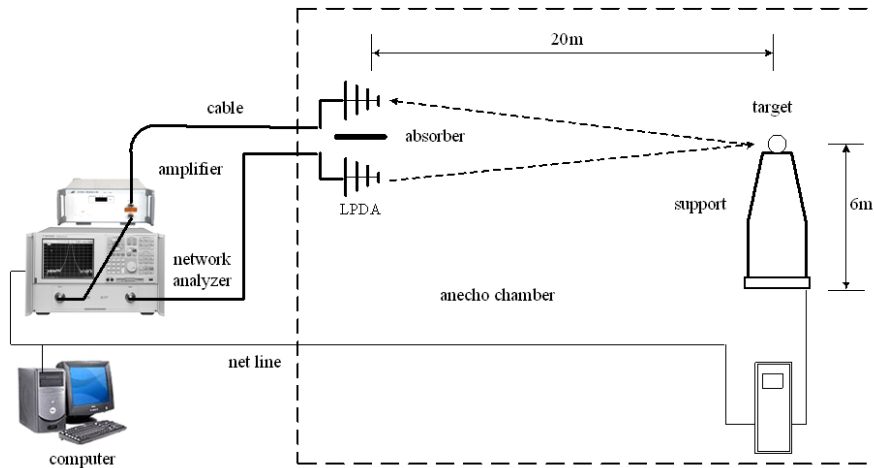 20m
cable
target
absorber
amplifier
LPDA
support
6m
network
analyzer
anecho chamber
net line
computer